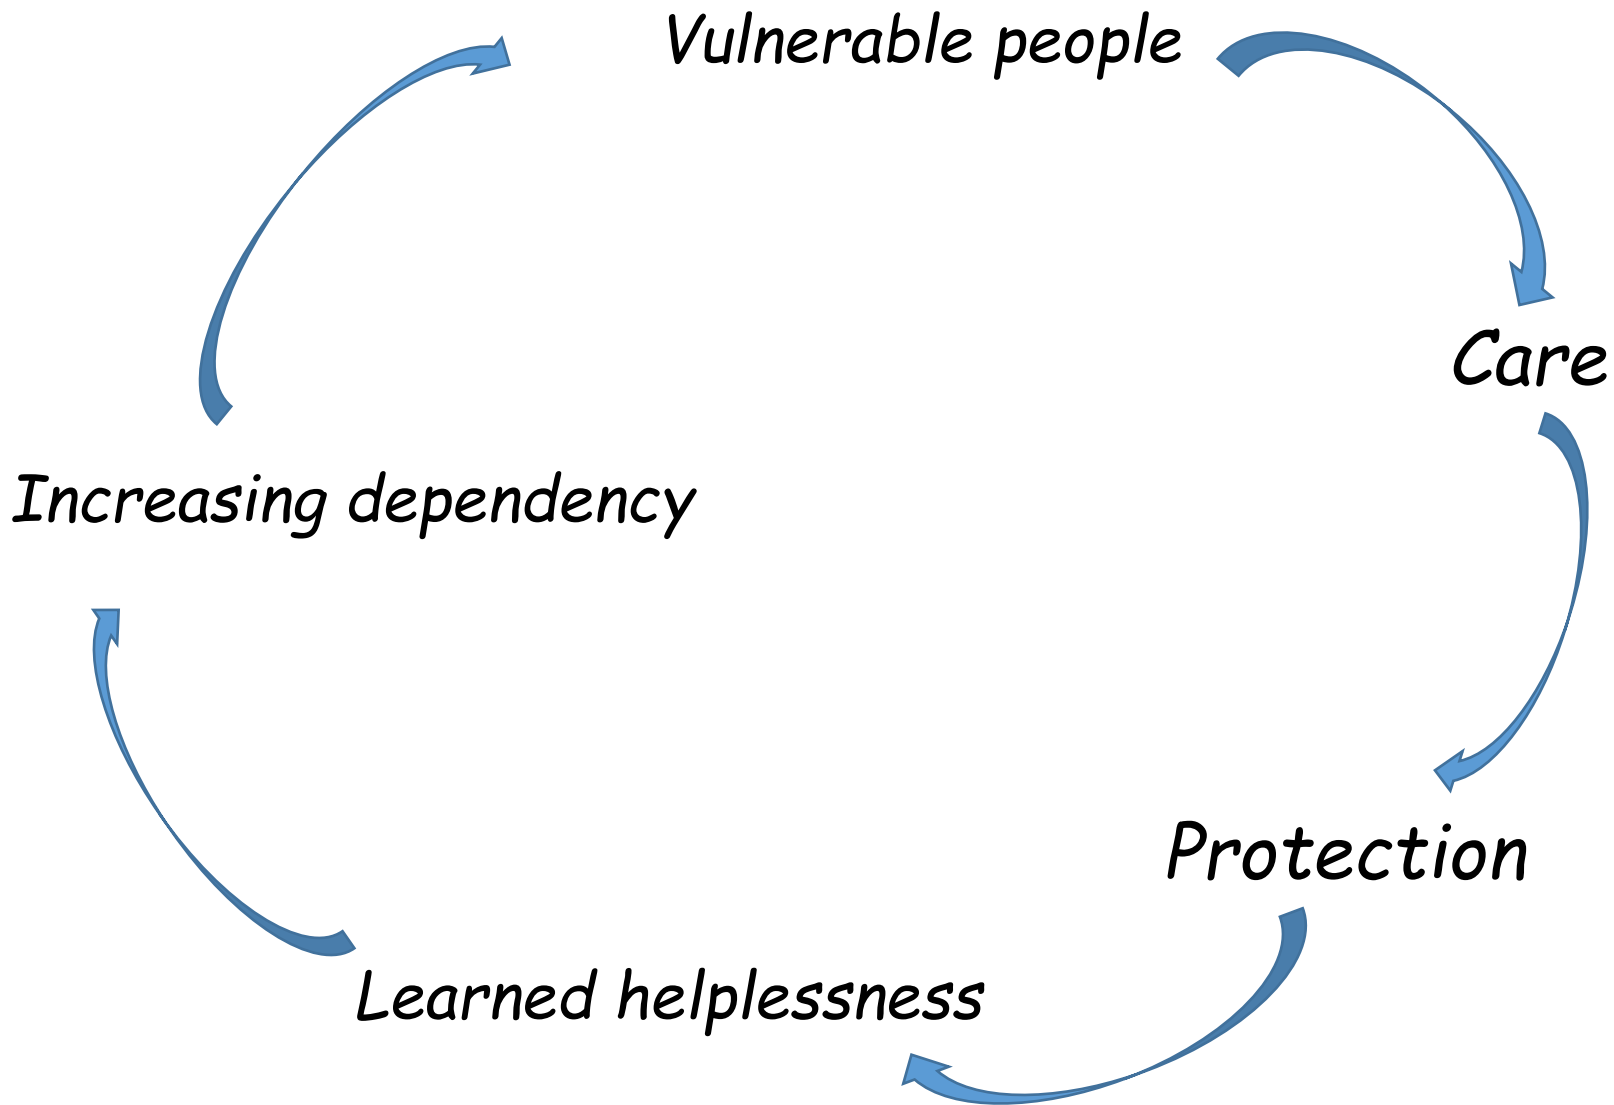 Vulnerable people
Care
Protection
Learned helplessness
Increasing dependency